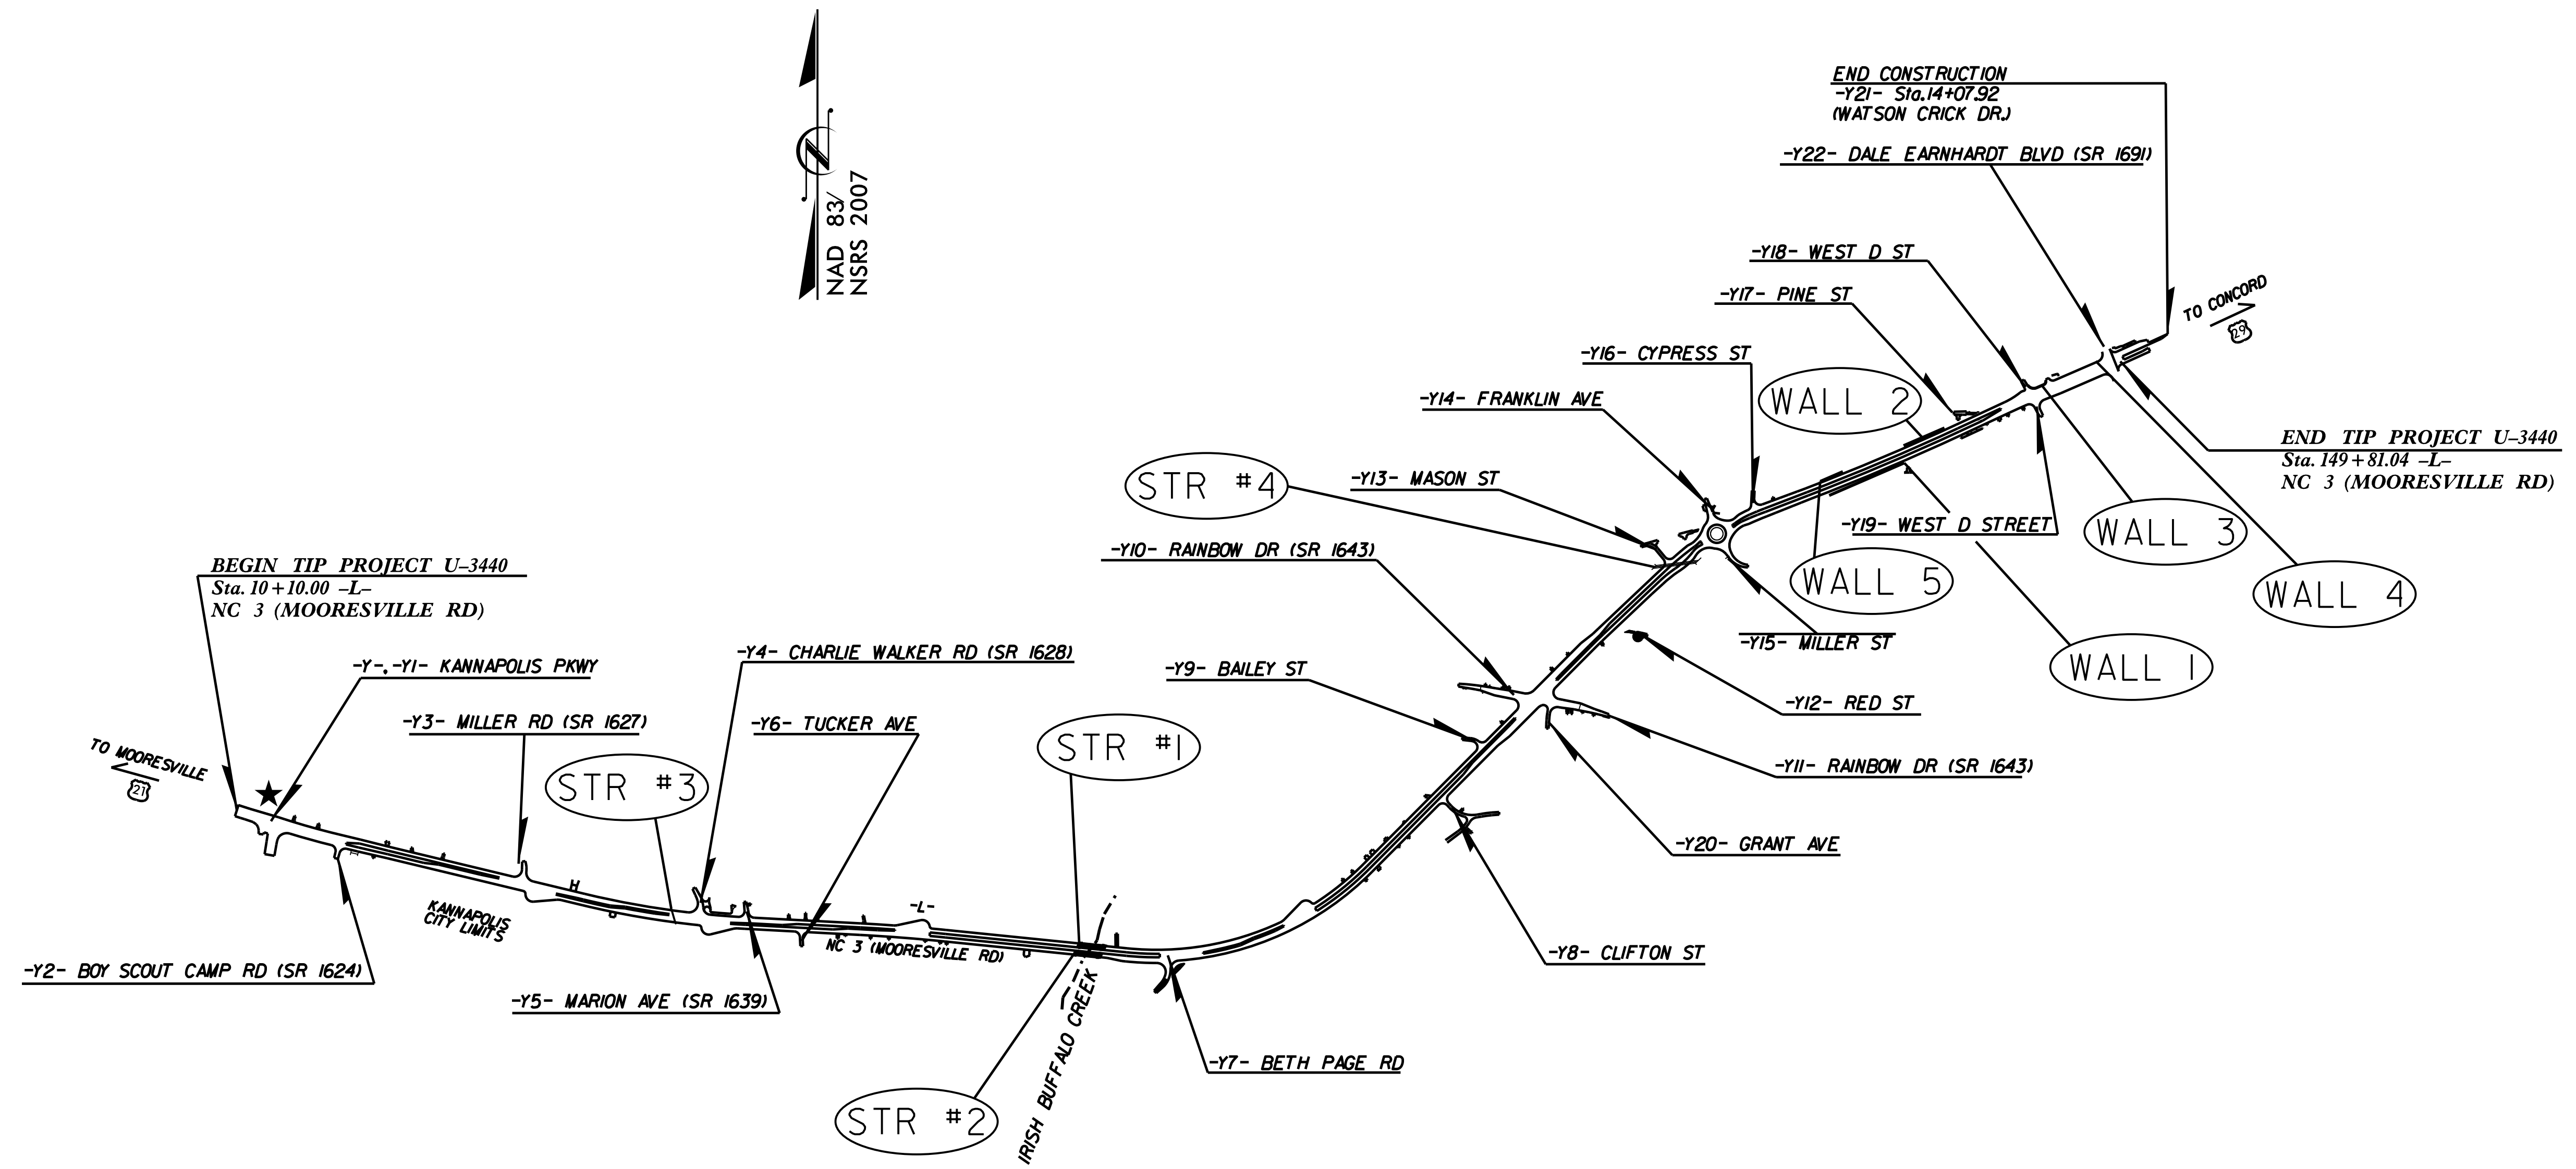 END CONSTRUCTION
-Y21- Sta.14+07.92
(WATSON CRICK DR.)
-Y22- DALE EARNHARDT BLVD (SR 1691)
NAD 83/
NSRS 2007
-Y18- WEST D ST
-Y17- PINE ST
TO CONCORD
29
-Y16- CYPRESS ST
WALL 2
-Y14- FRANKLIN AVE
END TIP PROJECT U-3440
Sta. 149+81.04 -L-
NC 3 (MOORESVILLE RD)
STR #4
-Y13- MASON ST
-Y19- WEST D STREET
WALL 3
-Y10- RAINBOW DR (SR 1643)
WALL 5
WALL 4
BEGIN TIP PROJECT U-3440
Sta. 10+10.00 -L-
NC 3 (MOORESVILLE RD)
-Y15- MILLER ST
WALL 1
-Y-, -Y1- KANNAPOLIS PKWY
-Y4- CHARLIE WALKER RD (SR 1628)
-Y9- BAILEY ST
-Y12- RED ST
-Y3- MILLER RD (SR 1627)
-Y6- TUCKER AVE
STR #1
TO MOORESVILLE
21
STR #3
-Y11- RAINBOW DR (SR 1643)
-Y20- GRANT AVE
KANNAPOLIS
CITY LIMITS
-L-
NC 3 (MOORESVILLE RD)
-Y8- CLIFTON ST
-Y2- BOY SCOUT CAMP RD (SR 1624)
-Y5- MARION AVE (SR 1639)
IRISH BUFFALO CREEK
-Y7- BETH PAGE RD
STR #2